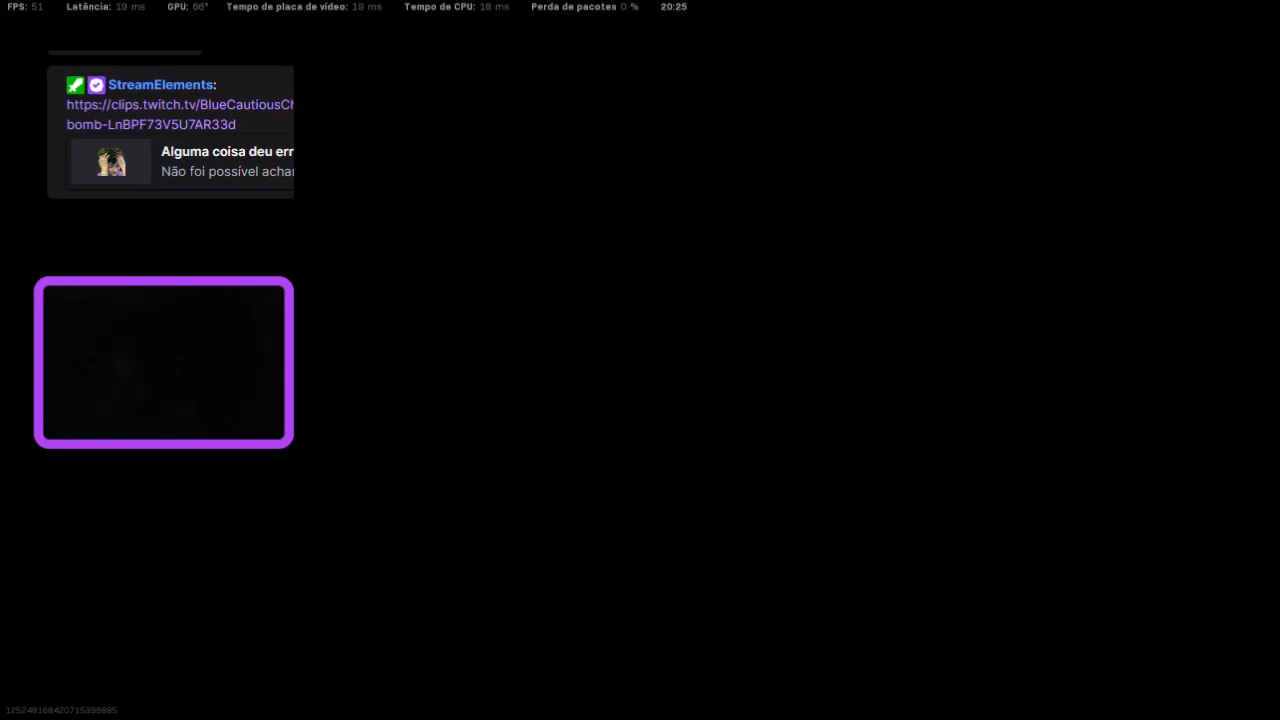 FPS: 51 Latência: 19 ms GPU: 66° Tempo de placa de vídeo: 19 ms Tempo de CPU: 18 ms Perda de pacotes 0 % 20:25
StreamElements:
https://clips.twitch.tv/BlueCautiousCh
bomb-LnBPF73V5U7AR33d
Alguma coisa deu err
Não foi possível achar